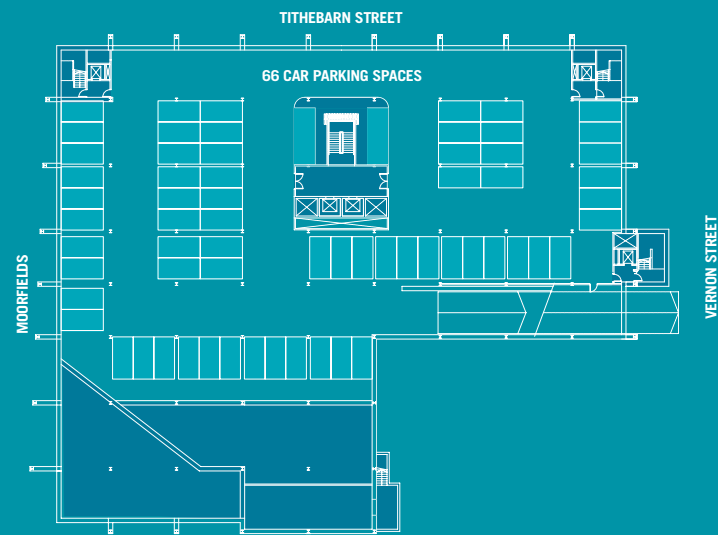 TITHEBARN STREET
66 CAR PARKING SPACES
MOORFIELDS
VERNON STREET